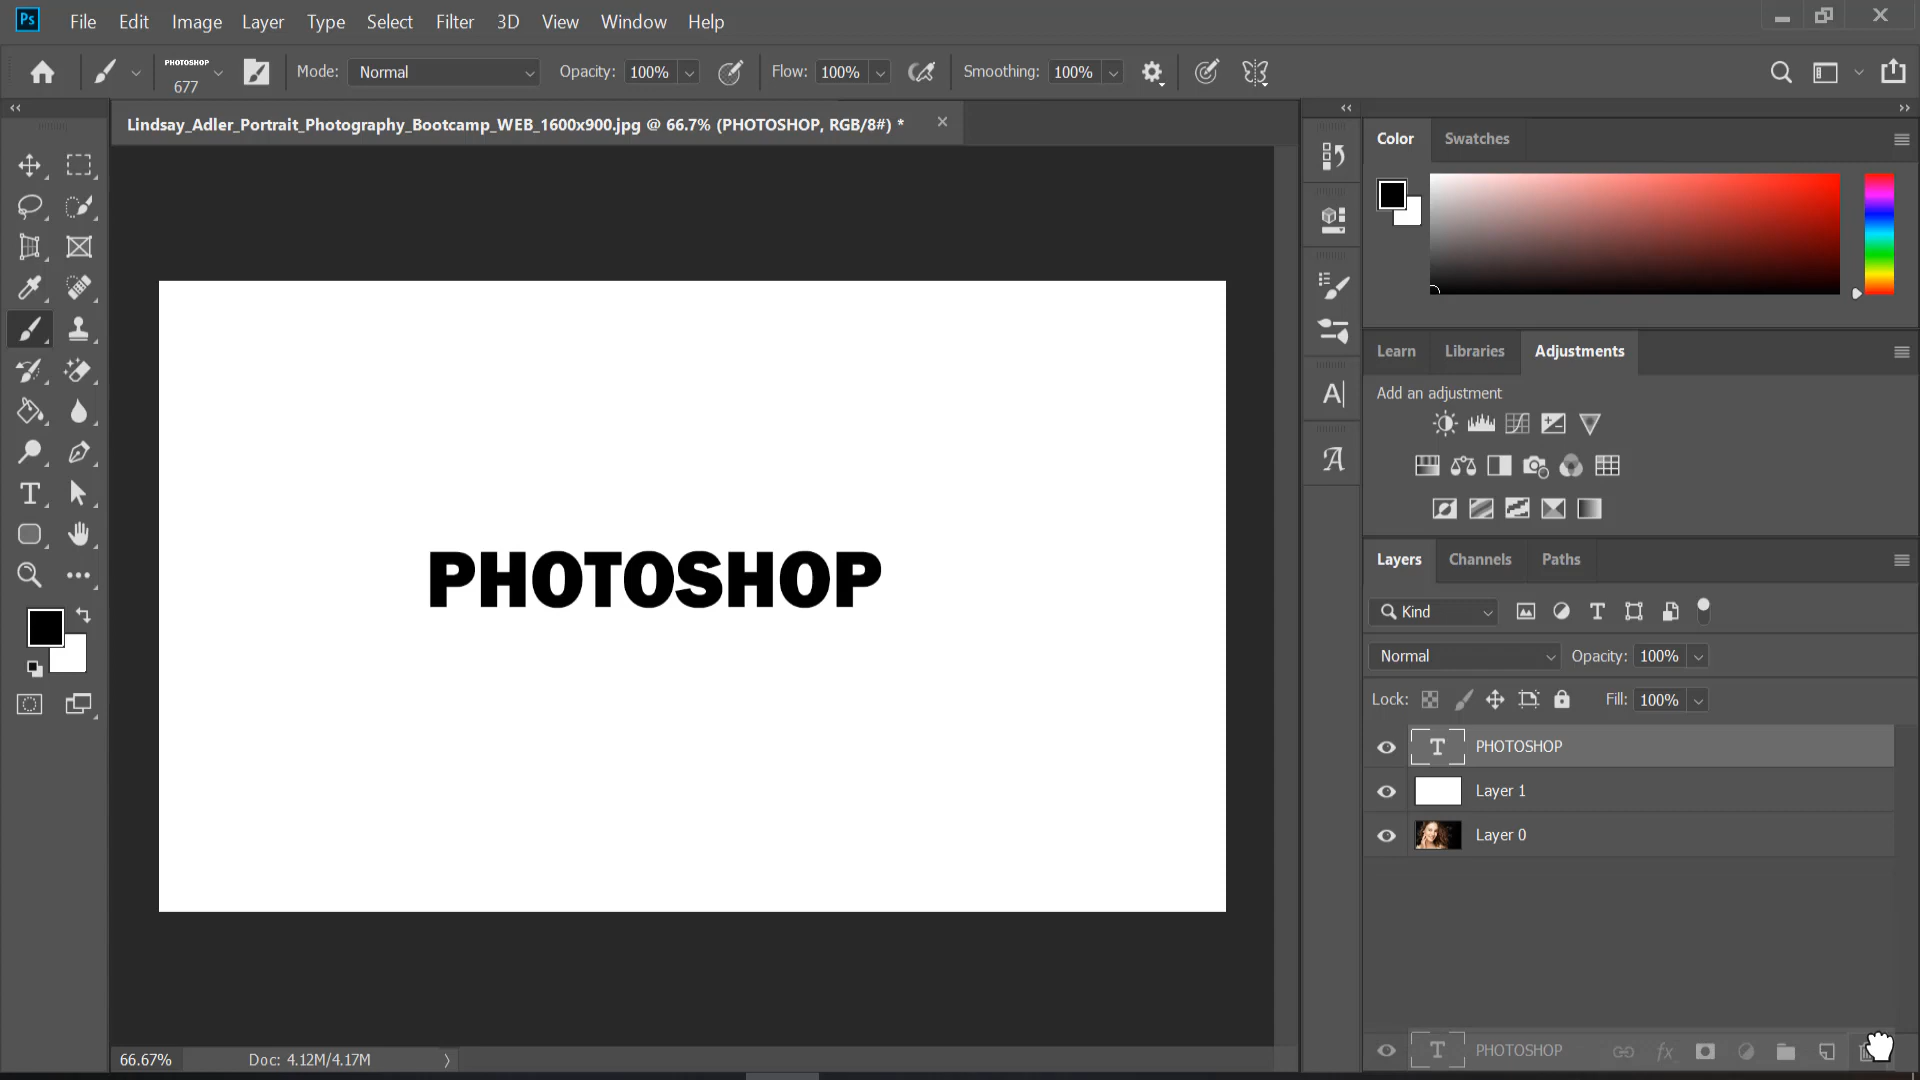 Ps File Edit Image Layer Type Select Filter 3D View Window Help
PHOTOSHOP
677
Mode: Normal Opacity: 100% Flow: 100% Smoothing: 100%
Lindsay_Adler_Portrait_Photography_Bootcamp_WEB_1600x900.jpg @ 66.7% (PHOTOSHOP, RGB/8#) *
Color Swatches
Learn Libraries Adjustments
Add an adjustment
PHOTOSHOP
Layers Channels Paths
Kind
Normal Opacity: 100%
Lock: Fill: 100%
PHOTOSHOP
Layer 1
Layer 0
PHOTOSHOP
66.67% Doc: 4.12M/4.17M